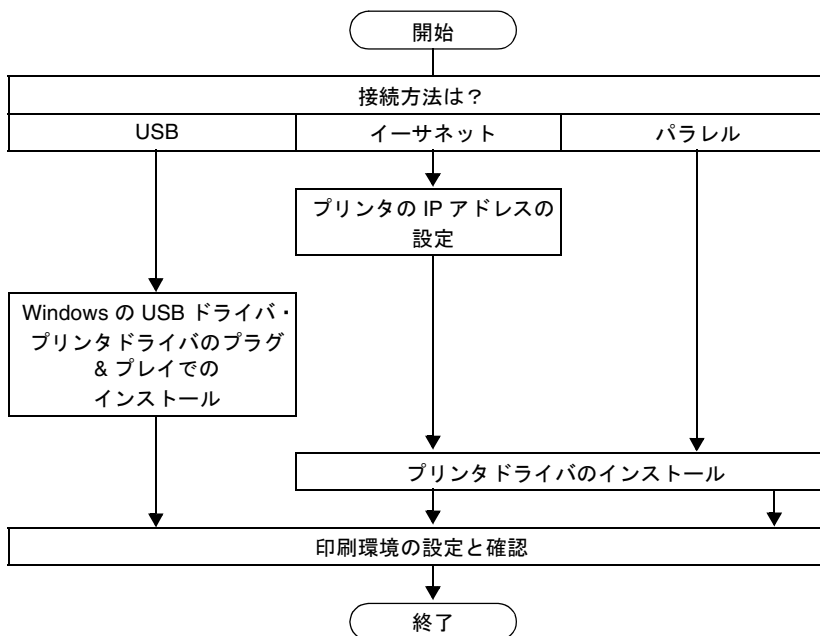 開始
接続方法は？
USB
イーサネット
パラレル
プリンタの IP アドレスの
設定
Windows の USB ドライバ・
プリンタドライバのプラグ
& プレイでの
インストール
プリンタドライバのインストール
印刷環境の設定と確認
終了